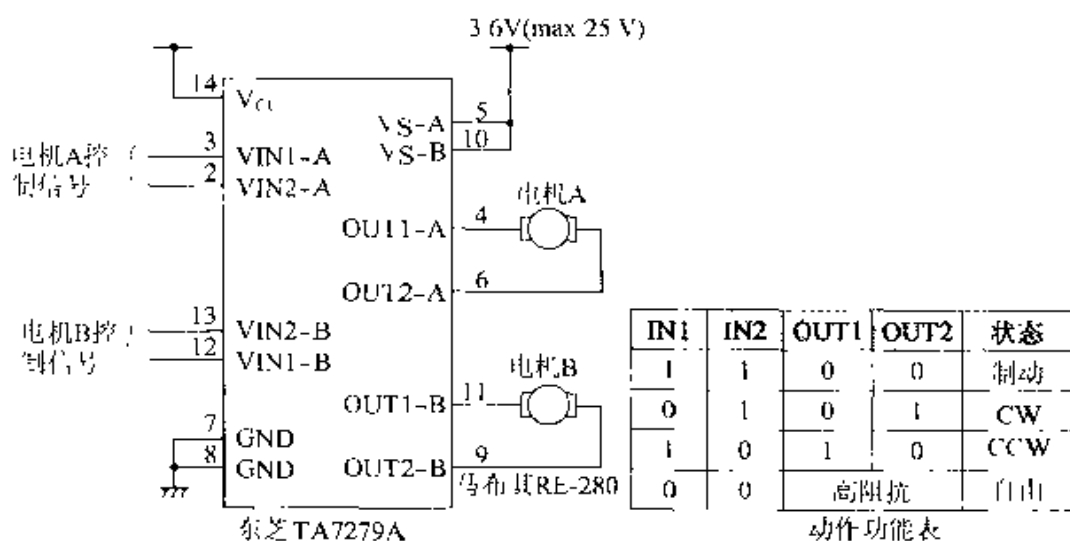 3 6V(max 25 V)
14
VCC
5
VS-A
10
VS-B
电机A控
制信号
3
VIN1-A
2
VIN2-A
电机A
4
OUT1-A
6
OUT2-A
电机B控
制信号
13
VIN2-B
12
VIN1-B
电机B
11
OUT1-B
7
GND
8
GND
9
OUT2-B
马布其RE-280
东芝TA7279A
IN1 IN2 OUT1 OUT2 状态
1 1 0 0 制动
0 1 0 1 CW
1 0 1 0 CCW
0 0 高阻抗 自由
动作功能表